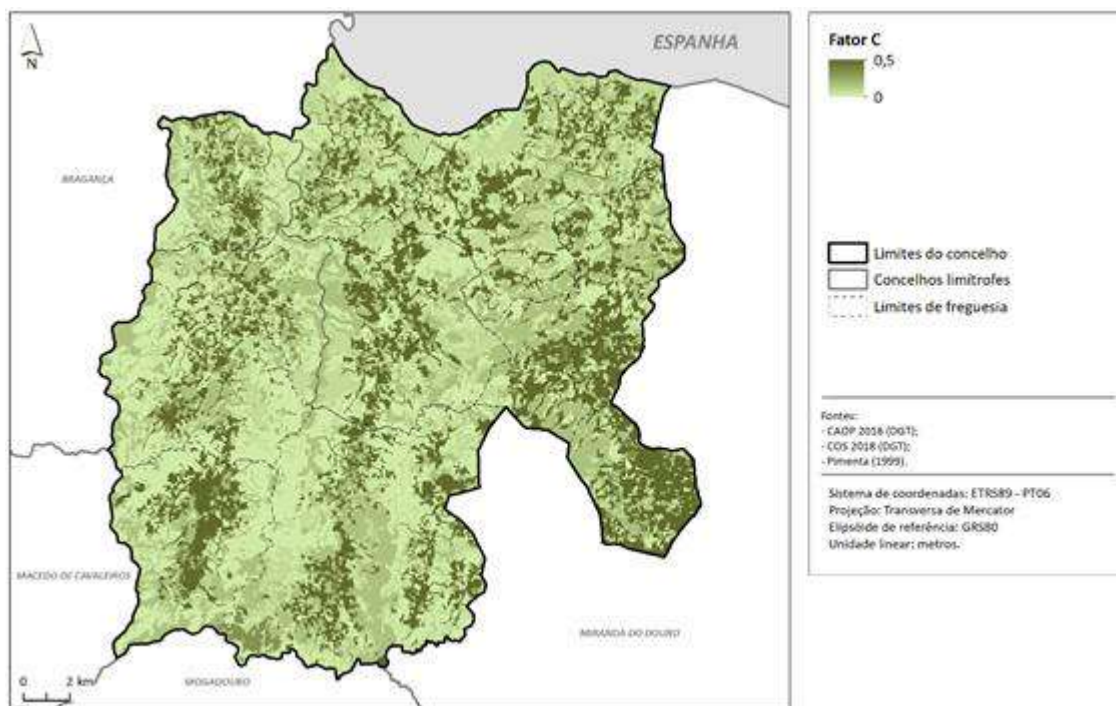 N
ESPANHA
BRAGANÇA
MACEDO DE CAVALEIROS
MIRANDA DO DOURO
MOGADOURO
0 2 km
Fator C
0,5
0
Limites do concelho
Concelhos limítrofes
Limites de freguesia
Fontes:
- CAOP 2018 (DGT);
- COS 2018 (DGT);
- Pimenta (1999).
Sistema de coordenadas: ETRS89 - PT06
Projeção: Transversa de Mercator
Elipsóide de referência: GRS80
Unidade linear: metros.